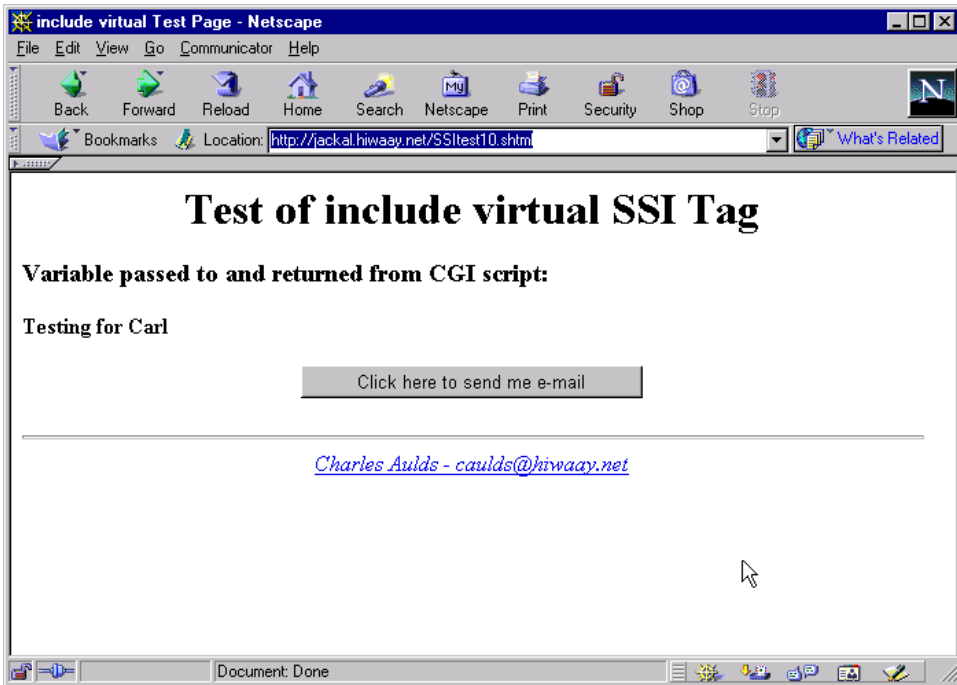 include virtual Test Page - Netscape
File Edit View Go Communicator Help
My
N
Back Forward Reload Home Search Netscape Print Security Shop Stop
Bookmarks Location: http://jackal.hiwaay.net/SSItest10.shtml What's Related
Test of include virtual SSI Tag
Variable passed to and returned from CGI script:
Testing for Carl
Click here to send me e-mail
Charles Aulds - caulds@hiwaay.net
Document: Done